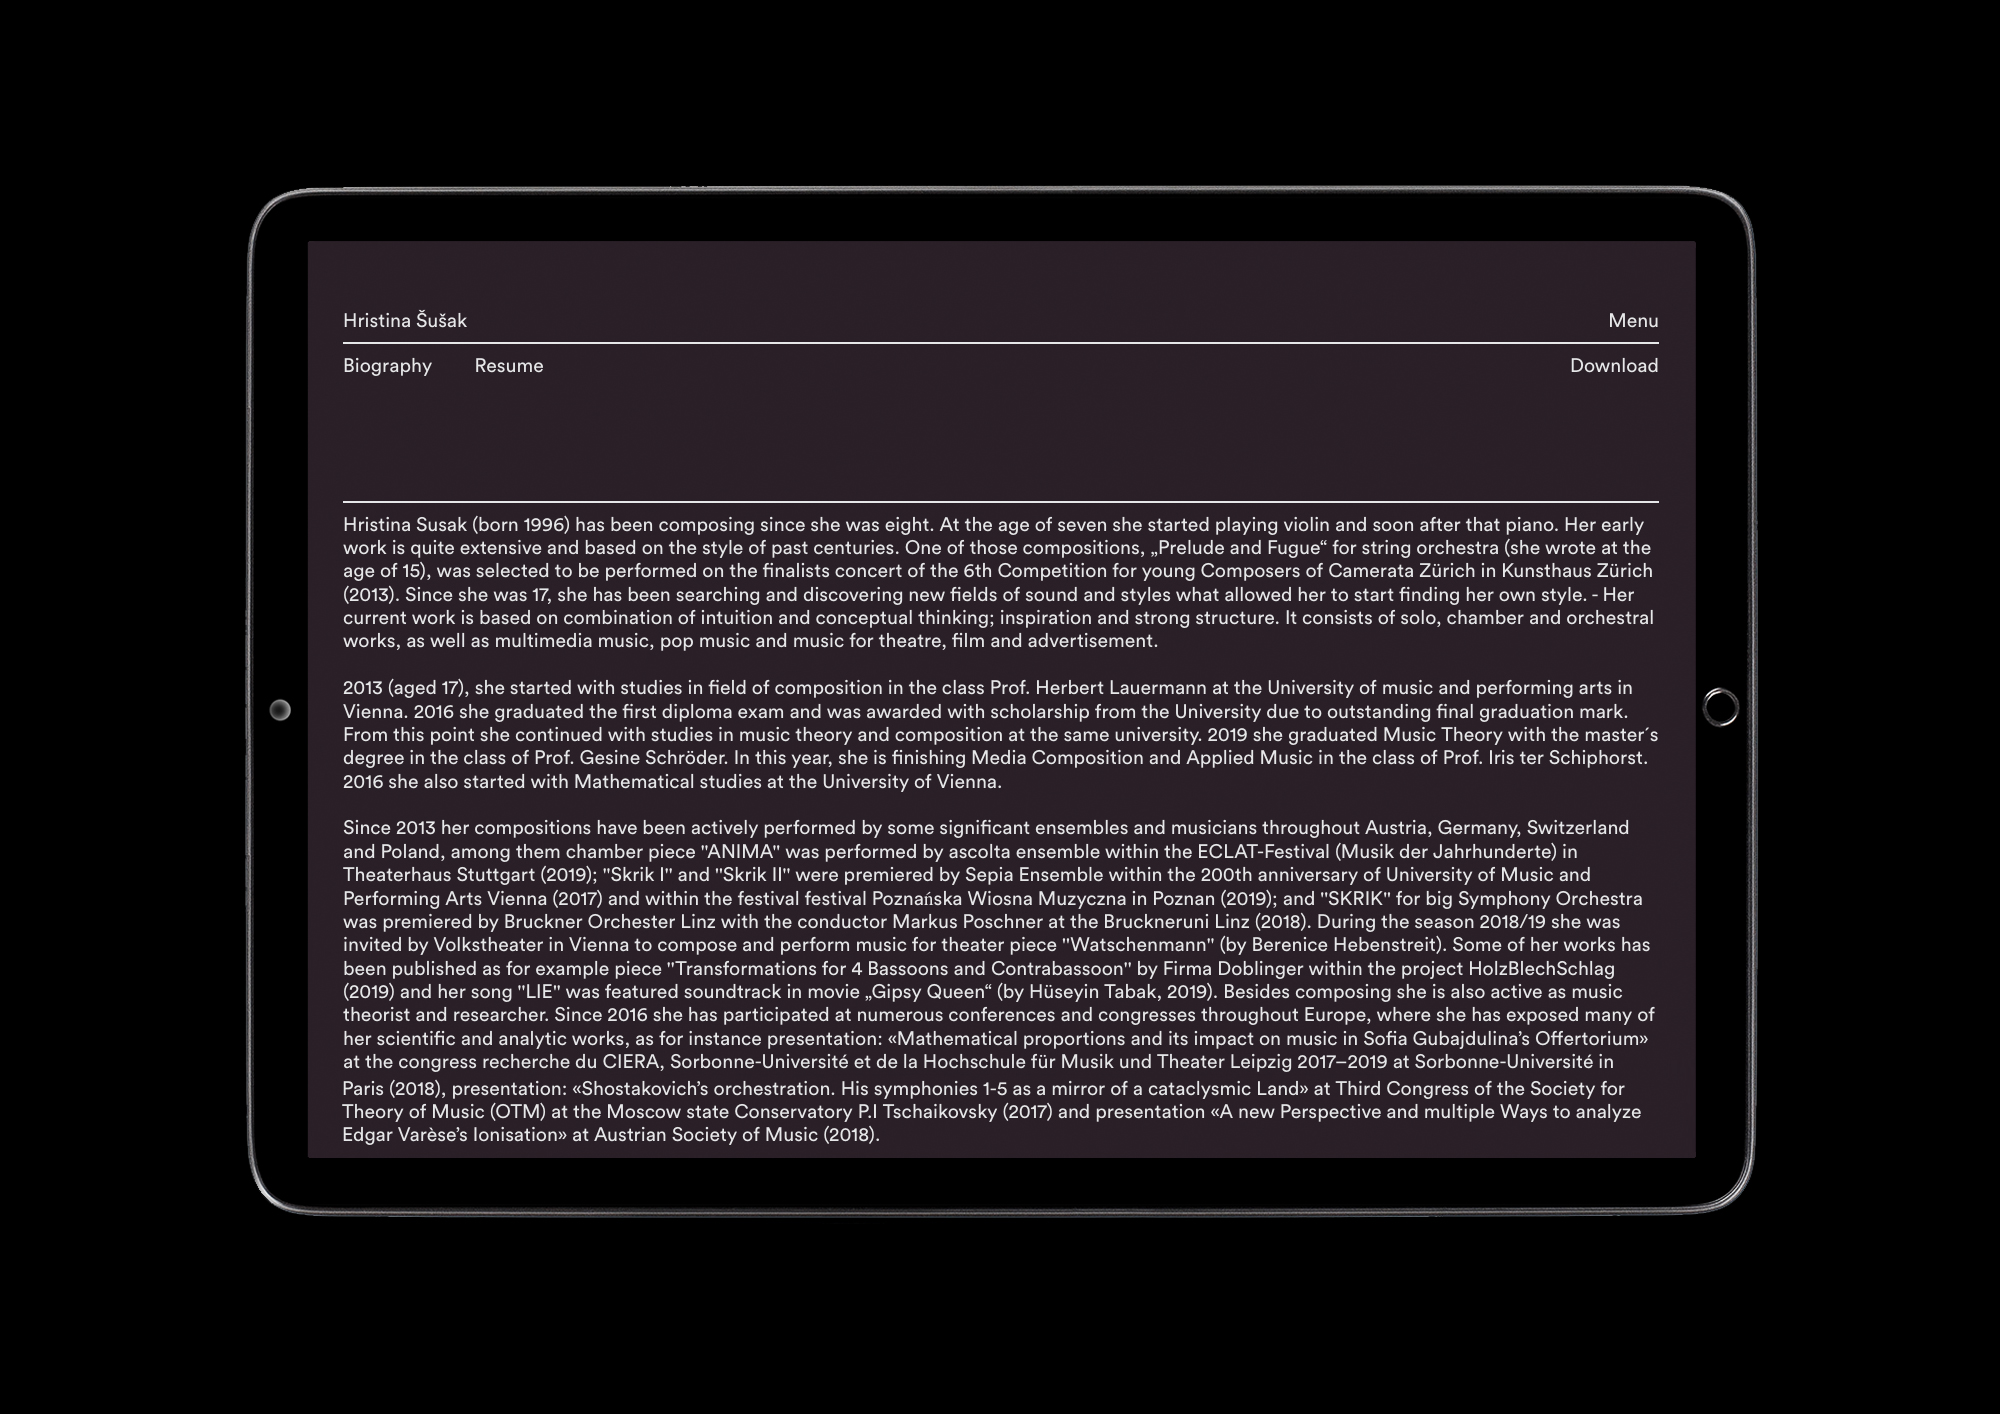 Hristina Šušak
Menu
Biography
Resume
Download
Hristina Susak (born 1996) has been composing since she was eight. At the age of seven she started playing violin and soon after that piano. Her early
work is quite extensive and based on the style of past centuries. One of those compositions, „Prelude and Fugue“ for string orchestra (she wrote at the
age of 15), was selected to be performed on the finalists concert of the 6th Competition for young Composers of Camerata Zürich in Kunsthaus Zürich
(2013). Since she was 17, she has been searching and discovering new fields of sound and styles what allowed her to start finding her own style. - Her
current work is based on combination of intuition and conceptual thinking; inspiration and strong structure. It consists of solo, chamber and orchestral
works, as well as multimedia music, pop music and music for theatre, film and advertisement.
2013 (aged 17), she started with studies in field of composition in the class Prof. Herbert Lauermann at the University of music and performing arts in
Vienna. 2016 she graduated the first diploma exam and was awarded with scholarship from the University due to outstanding final graduation mark.
From this point she continued with studies in music theory and composition at the same university. 2019 she graduated Music Theory with the master´s
degree in the class of Prof. Gesine Schröder. In this year, she is finishing Media Composition and Applied Music in the class of Prof. Iris ter Schiphorst.
2016 she also started with Mathematical studies at the University of Vienna.
Since 2013 her compositions have been actively performed by some significant ensembles and musicians throughout Austria, Germany, Switzerland
and Poland, among them chamber piece "ANIMA" was performed by ascolta ensemble within the ECLAT-Festival (Musik der Jahrhunderte) in
Theaterhaus Stuttgart (2019); "Skrik I" and "Skrik II" were premiered by Sepia Ensemble within the 200th anniversary of University of Music and
Performing Arts Vienna (2017) and within the festival festival Poznańska Wiosna Muzyczna in Poznan (2019); and "SKRIK" for big Symphony Orchestra
was premiered by Bruckner Orchester Linz with the conductor Markus Poschner at the Bruckneruni Linz (2018). During the season 2018/19 she was
invited by Volkstheater in Vienna to compose and perform music for theater piece "Watschenmann" (by Berenice Hebenstreit). Some of her works has
been published as for example piece "Transformations for 4 Bassoons and Contrabassoon" by Firma Doblinger within the project HolzBlechSchlag
(2019) and her song "LIE" was featured soundtrack in movie „Gipsy Queen“ (by Hüseyin Tabak, 2019). Besides composing she is also active as music
theorist and researcher. Since 2016 she has participated at numerous conferences and congresses throughout Europe, where she has exposed many of
her scientific and analytic works, as for instance presentation: «Mathematical proportions and its impact on music in Sofia Gubajdulina’s Offertorium»
at the congress recherche du CIERA, Sorbonne-Université et de la Hochschule für Musik und Theater Leipzig 2017–2019 at Sorbonne-Université in
Paris (2018), presentation: «Shostakovich’s orchestration. His symphonies 1-5 as a mirror of a cataclysmic Land» at Third Congress of the Society for
Theory of Music (OTM) at the Moscow state Conservatory P.I Tschaikovsky (2017) and presentation «A new Perspective and multiple Ways to analyze
Edgar Varèse’s Ionisation» at Austrian Society of Music (2018).